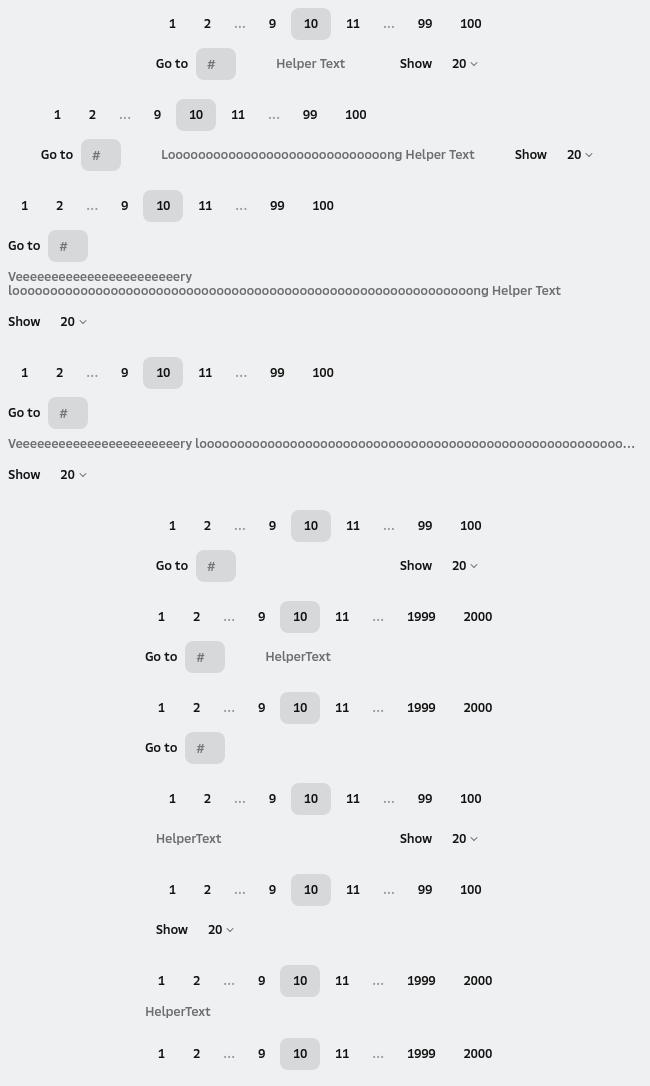 1 2 ... 9 10 11 ... 99 100
Go to # Helper Text Show 20
1 2 ... 9 10 11 ... 99 100
Go to # Looooooooooooooooooooooooooooong Helper Text Show 20
1 2 ... 9 10 11 ... 99 100
Go to #
Veeeeeeeeeeeeeeeeeeeeeeery
looooooooooooooooooooooooooooooooooooooooooooooooooooooooooooong Helper Text
Show 20
1 2 ... 9 10 11 ... 99 100
Go to #
Veeeeeeeeeeeeeeeeeeeeeeery looooooooooooooooooooooooooooooooooooooooooooooooooooooooo...
Show 20
1 2 ... 9 10 11 ... 99 100
Go to # Show 20
1 2 ... 9 10 11 ... 1999 2000
Go to # HelperText
1 2 ... 9 10 11 ... 1999 2000
Go to #
1 2 ... 9 10 11 ... 99 100
HelperText Show 20
1 2 ... 9 10 11 ... 99 100
Show 20
1 2 ... 9 10 11 ... 1999 2000
HelperText
1 2 ... 9 10 11 ... 1999 2000